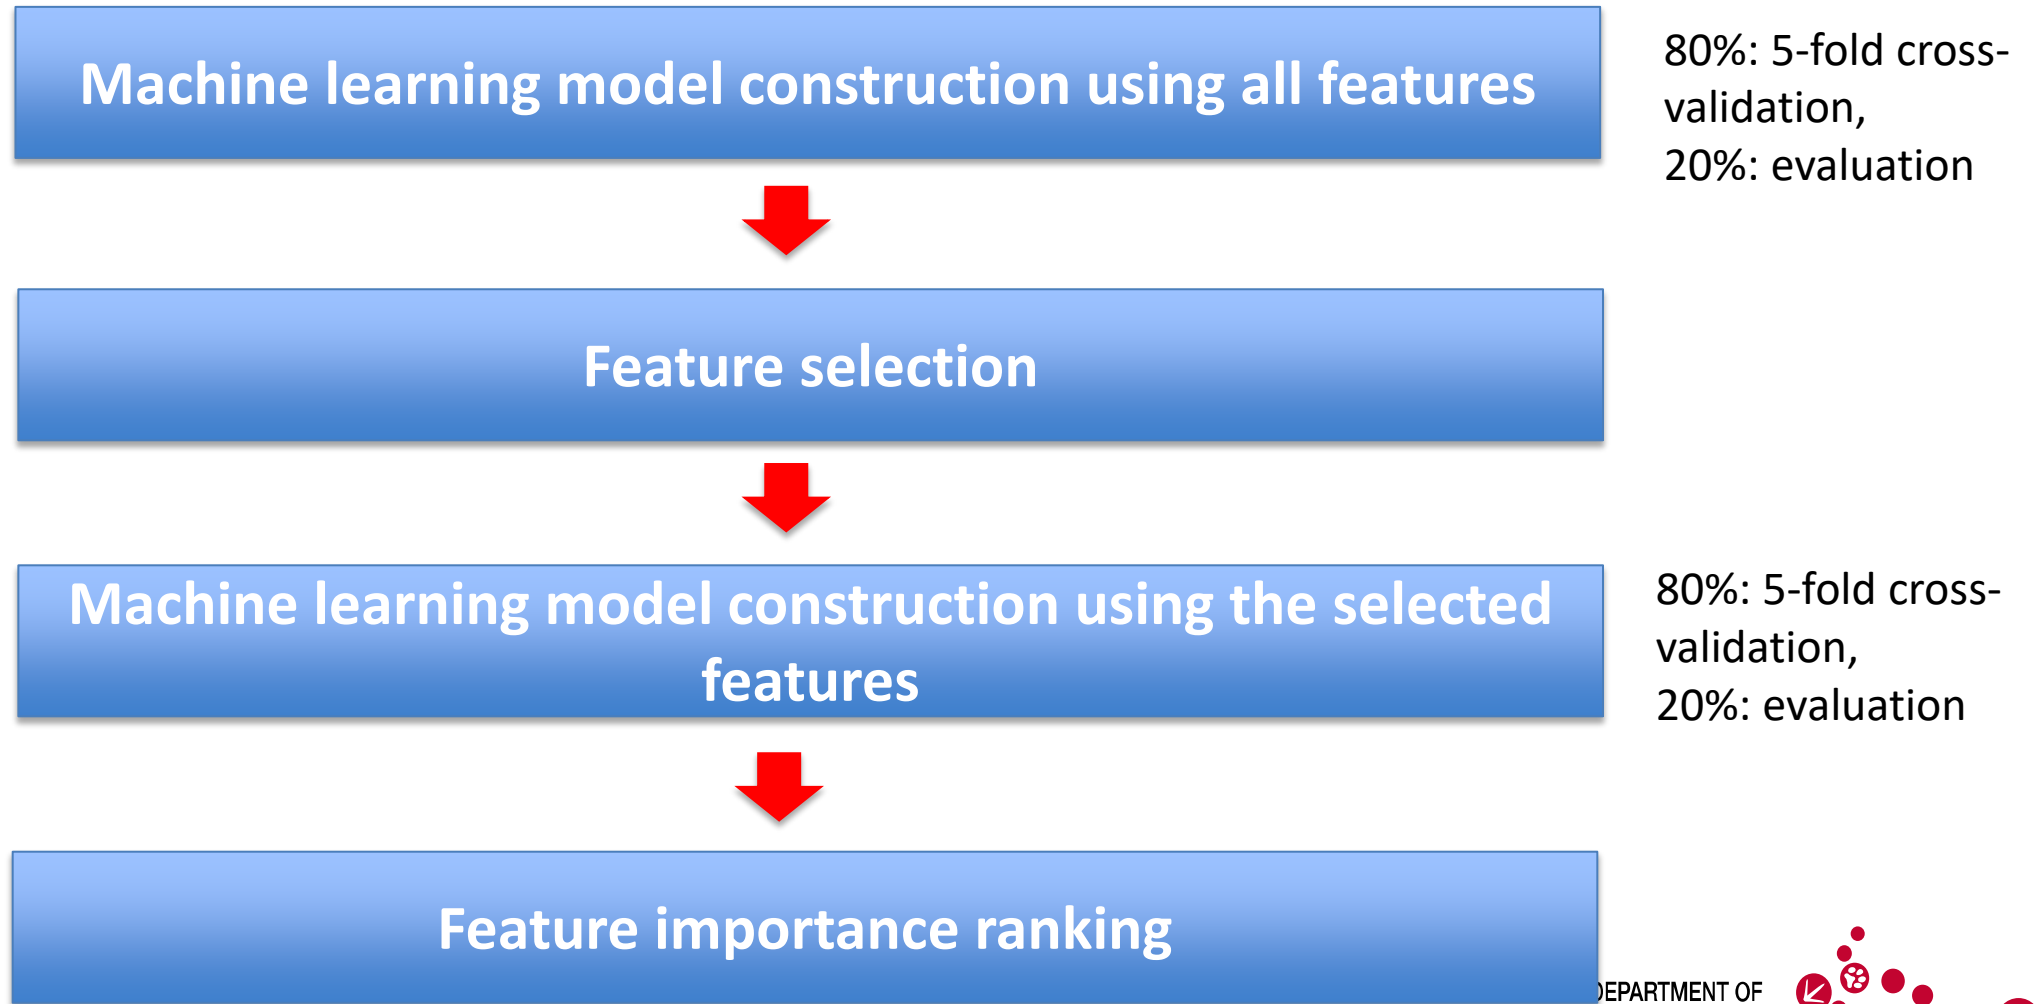 Machine learning model construction using all features
80%: 5-fold cross-
validation,
20%: evaluation
Feature selection
Machine learning model construction using the selected
features
80%: 5-fold cross-
validation,
20%: evaluation
Feature importance ranking
DEPARTMENT OF